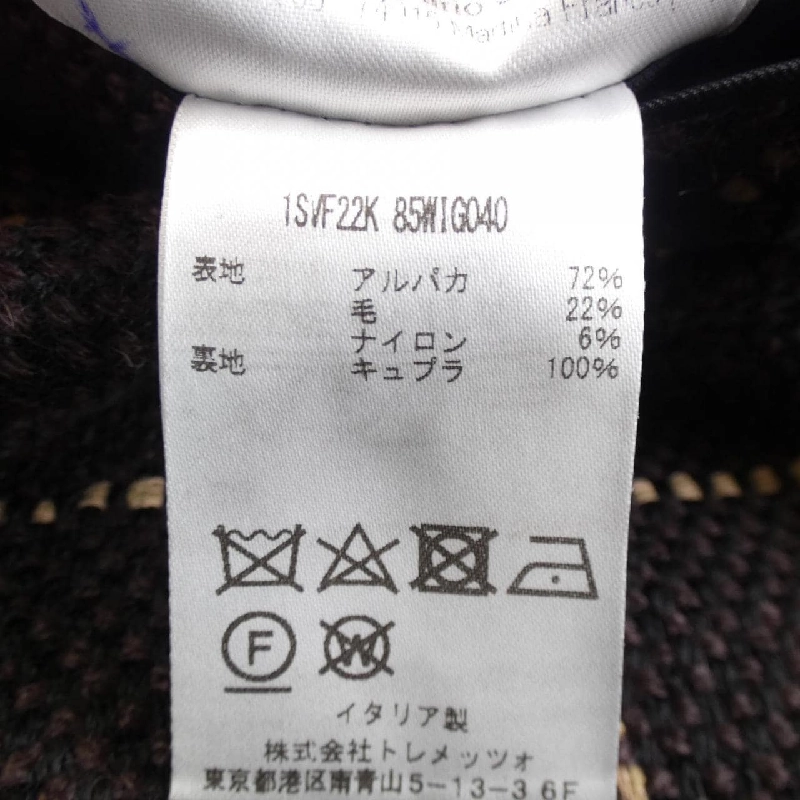 1SVF22K 85WIG040
表地 アルパカ 72%
毛 22%
ナイロン 6%
裏地 キュプラ 100%
F
W
イタリア製
株式会社トレメッツォ
東京都港区南青山5-13-3 6F